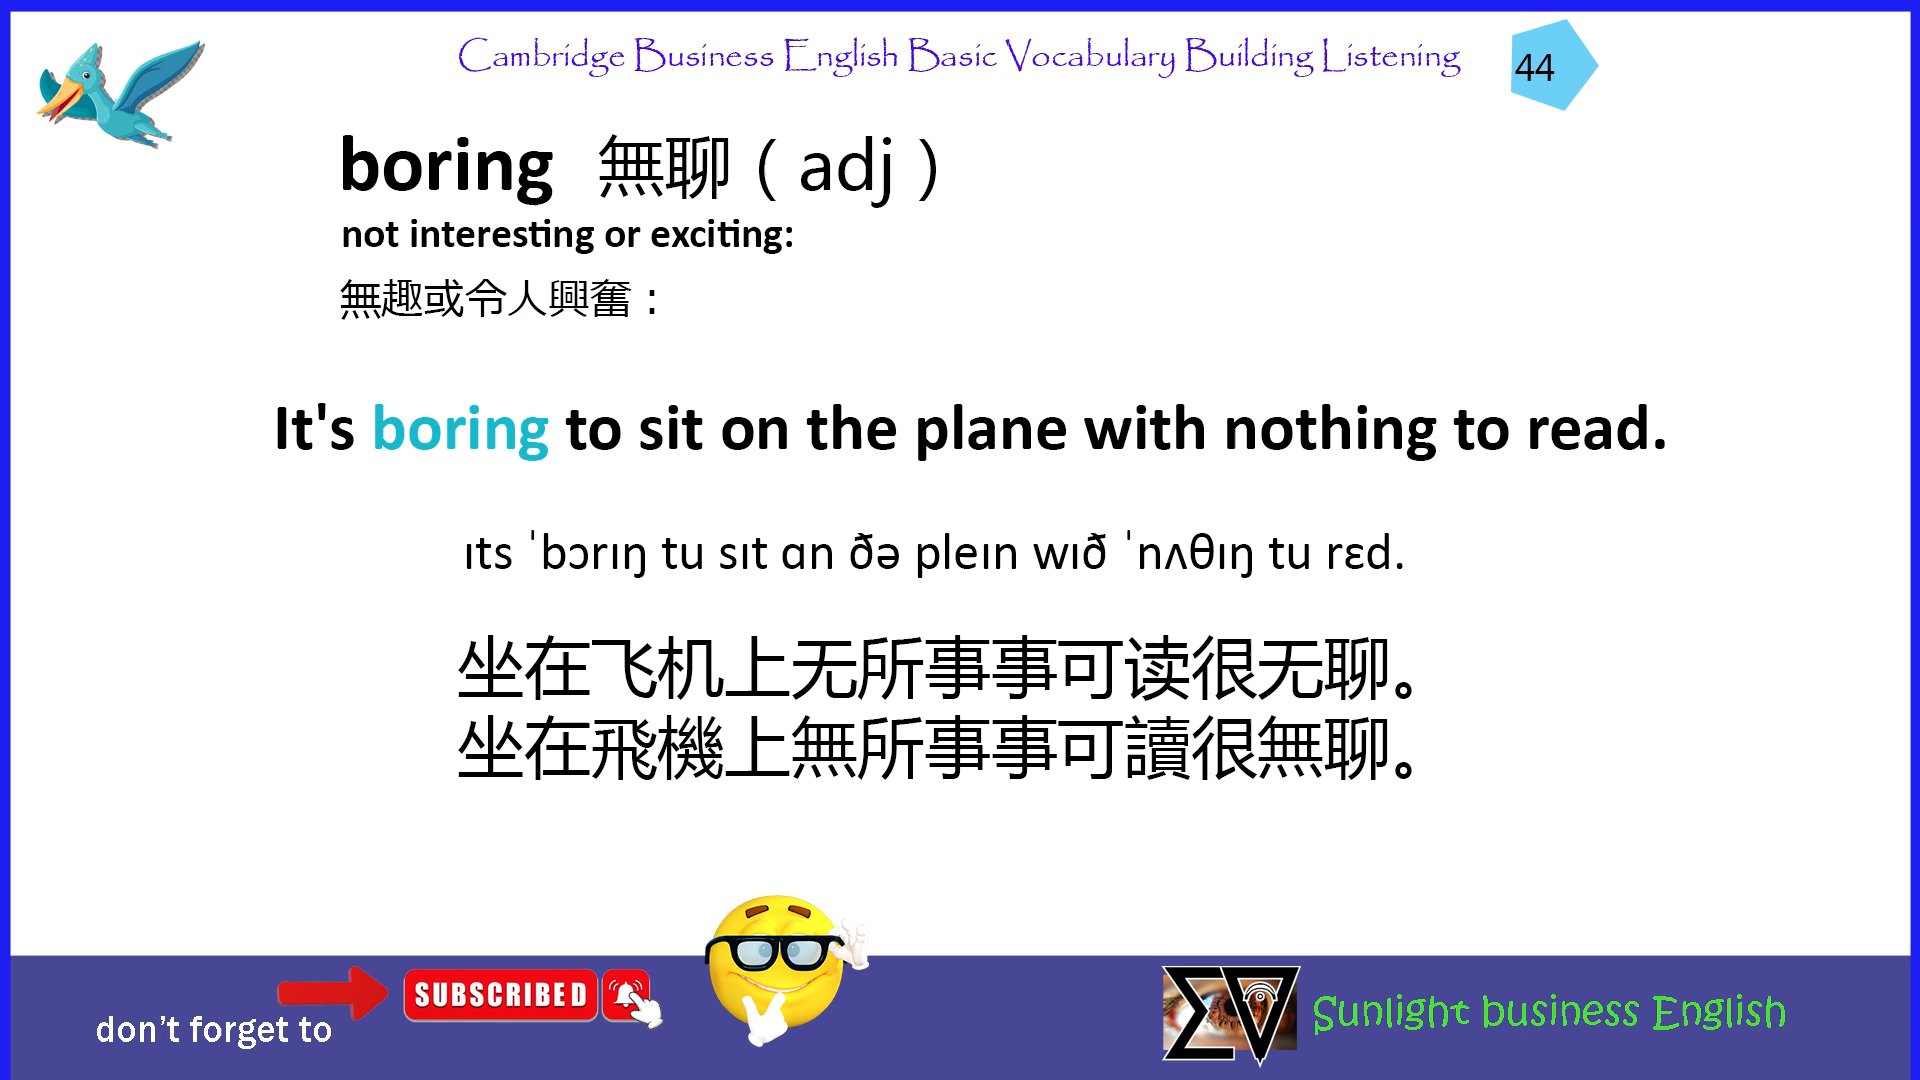 Cambridge Business English Basic Vocabulary Building Listening
44
boring 無聊 ( adj )
not interesting or exciting:
無趣或令人興奮：
It's boring to sit on the plane with nothing to read.
ɪts ˈbɔrɪŋ tu sɪt ɑn ðə pleɪn wɪð ˈnʌθɪŋ tu rɛd.
坐在飞机上无所事事可读很无聊。
坐在飛機上無所事事可讀很無聊。
don’t forget to
SUBSCRIBED
Sunlight business English